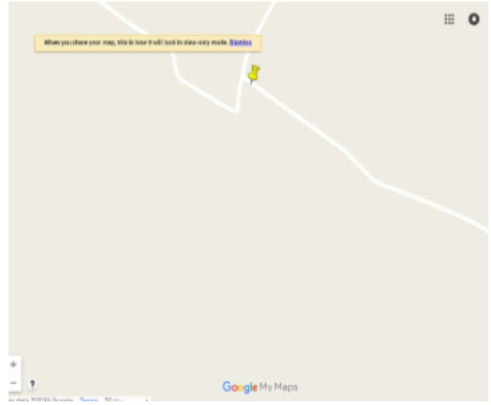 When you share your map, this is how it will look in view-only mode. Dismiss
+
−
?
Google My Maps
Terms